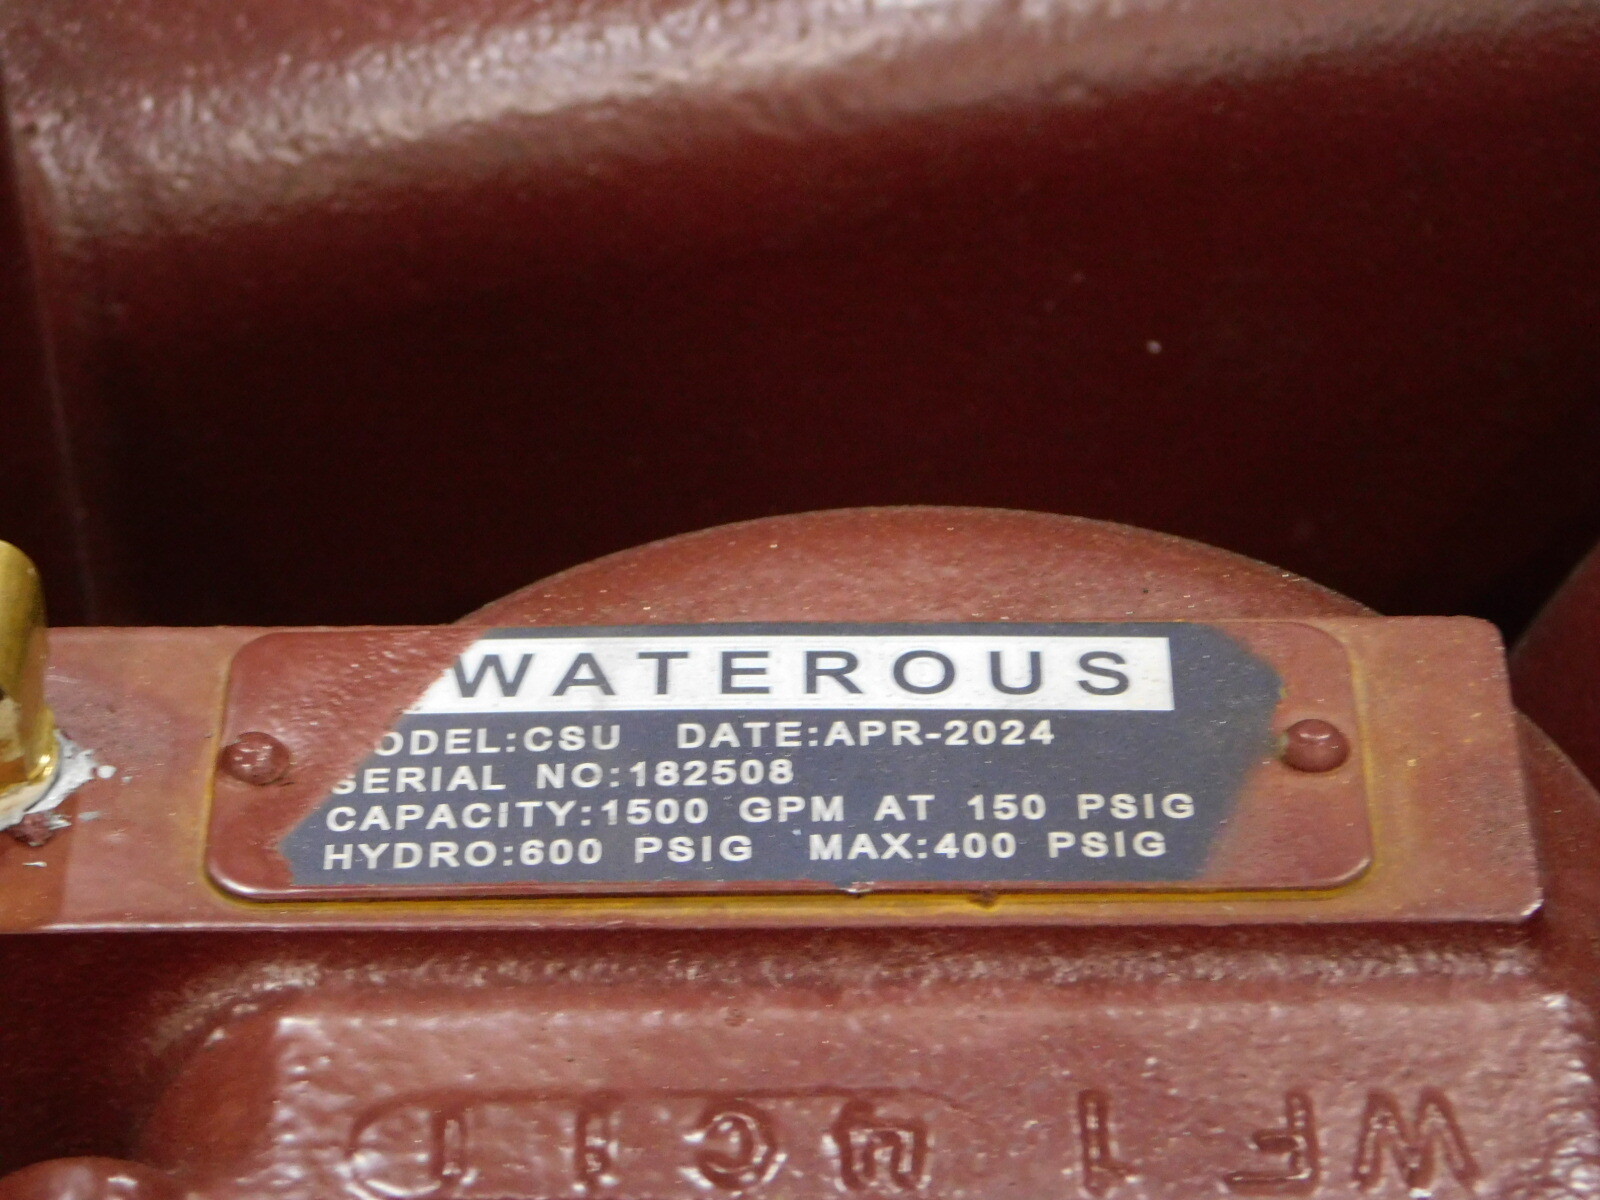 WATEROUS
ODEL:CSU DATE:APR-2024
SERIAL NO:182508
CAPACITY:1500 GPM AT 150 PSIG
HYDRO:600 PSIG MAX:400 PSIG